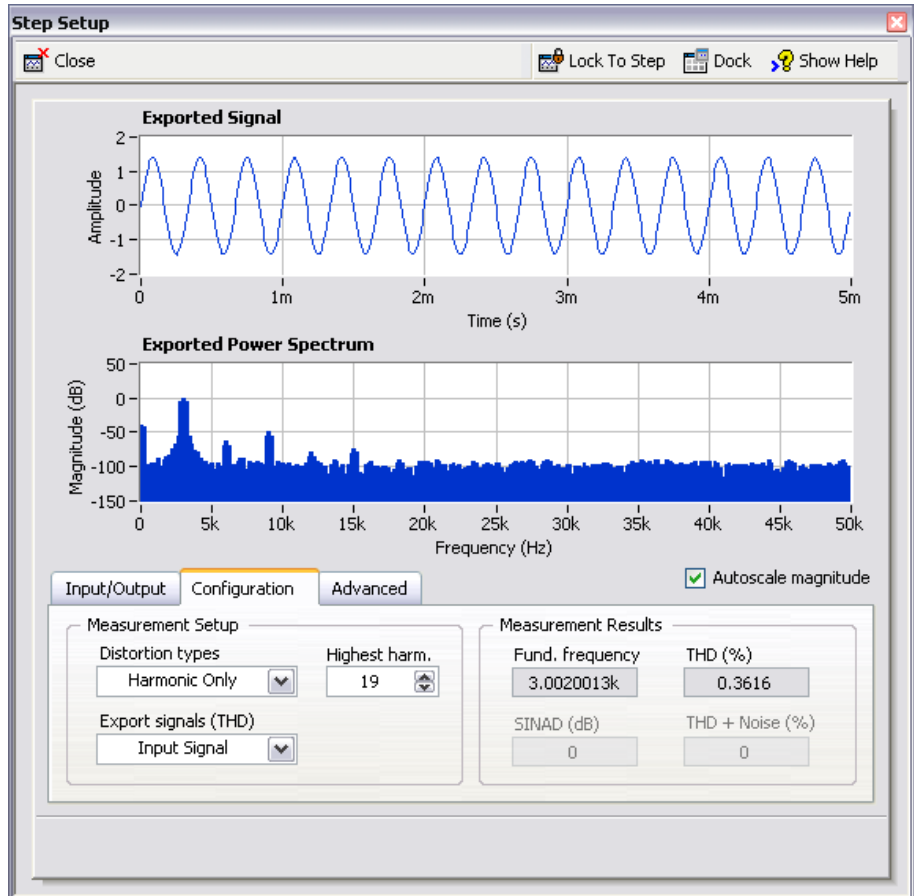 Step Setup
Close
Lock To Step
Dock
Show Help
Exported Signal
Amplitude
2
1
0
-1
-2
0
1m
2m
3m
4m
5m
Time (s)
Exported Power Spectrum
Magnitude (dB)
50
0
-50
-100
-150
0
5k
10k
15k
20k
25k
30k
35k
40k
45k
50k
Frequency (Hz)
Autoscale magnitude
Input/Output
Configuration
Advanced
Measurement Setup
Distortion types
Harmonic Only
Highest harm.
19
Export signals (THD)
Input Signal
Measurement Results
Fund. frequency
3.0020013k
THD (%)
0.3616
SINAD (dB)
0
THD + Noise (%)
0